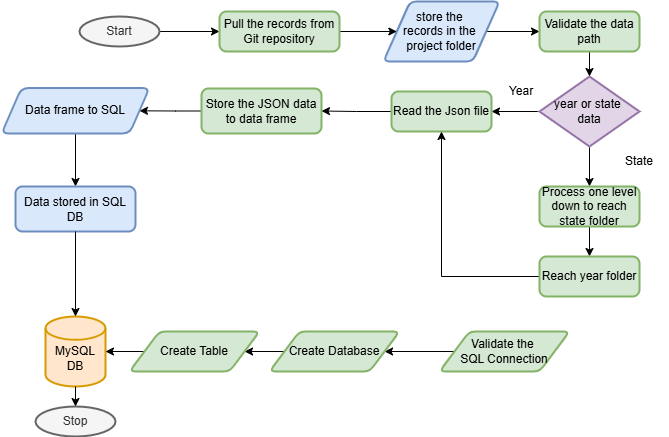 Start
Pull the records from
Git repository
store the
records in the
project folder
Validate the data
path
year or state
data
Year
State
Read the Json file
Store the JSON data
to data frame
Data frame to SQL
Process one level
down to reach
state folder
Reach year folder
Data stored in SQL
DB
MySQL
DB
Create Table
Create Database
Validate the
SQL Connection
Stop